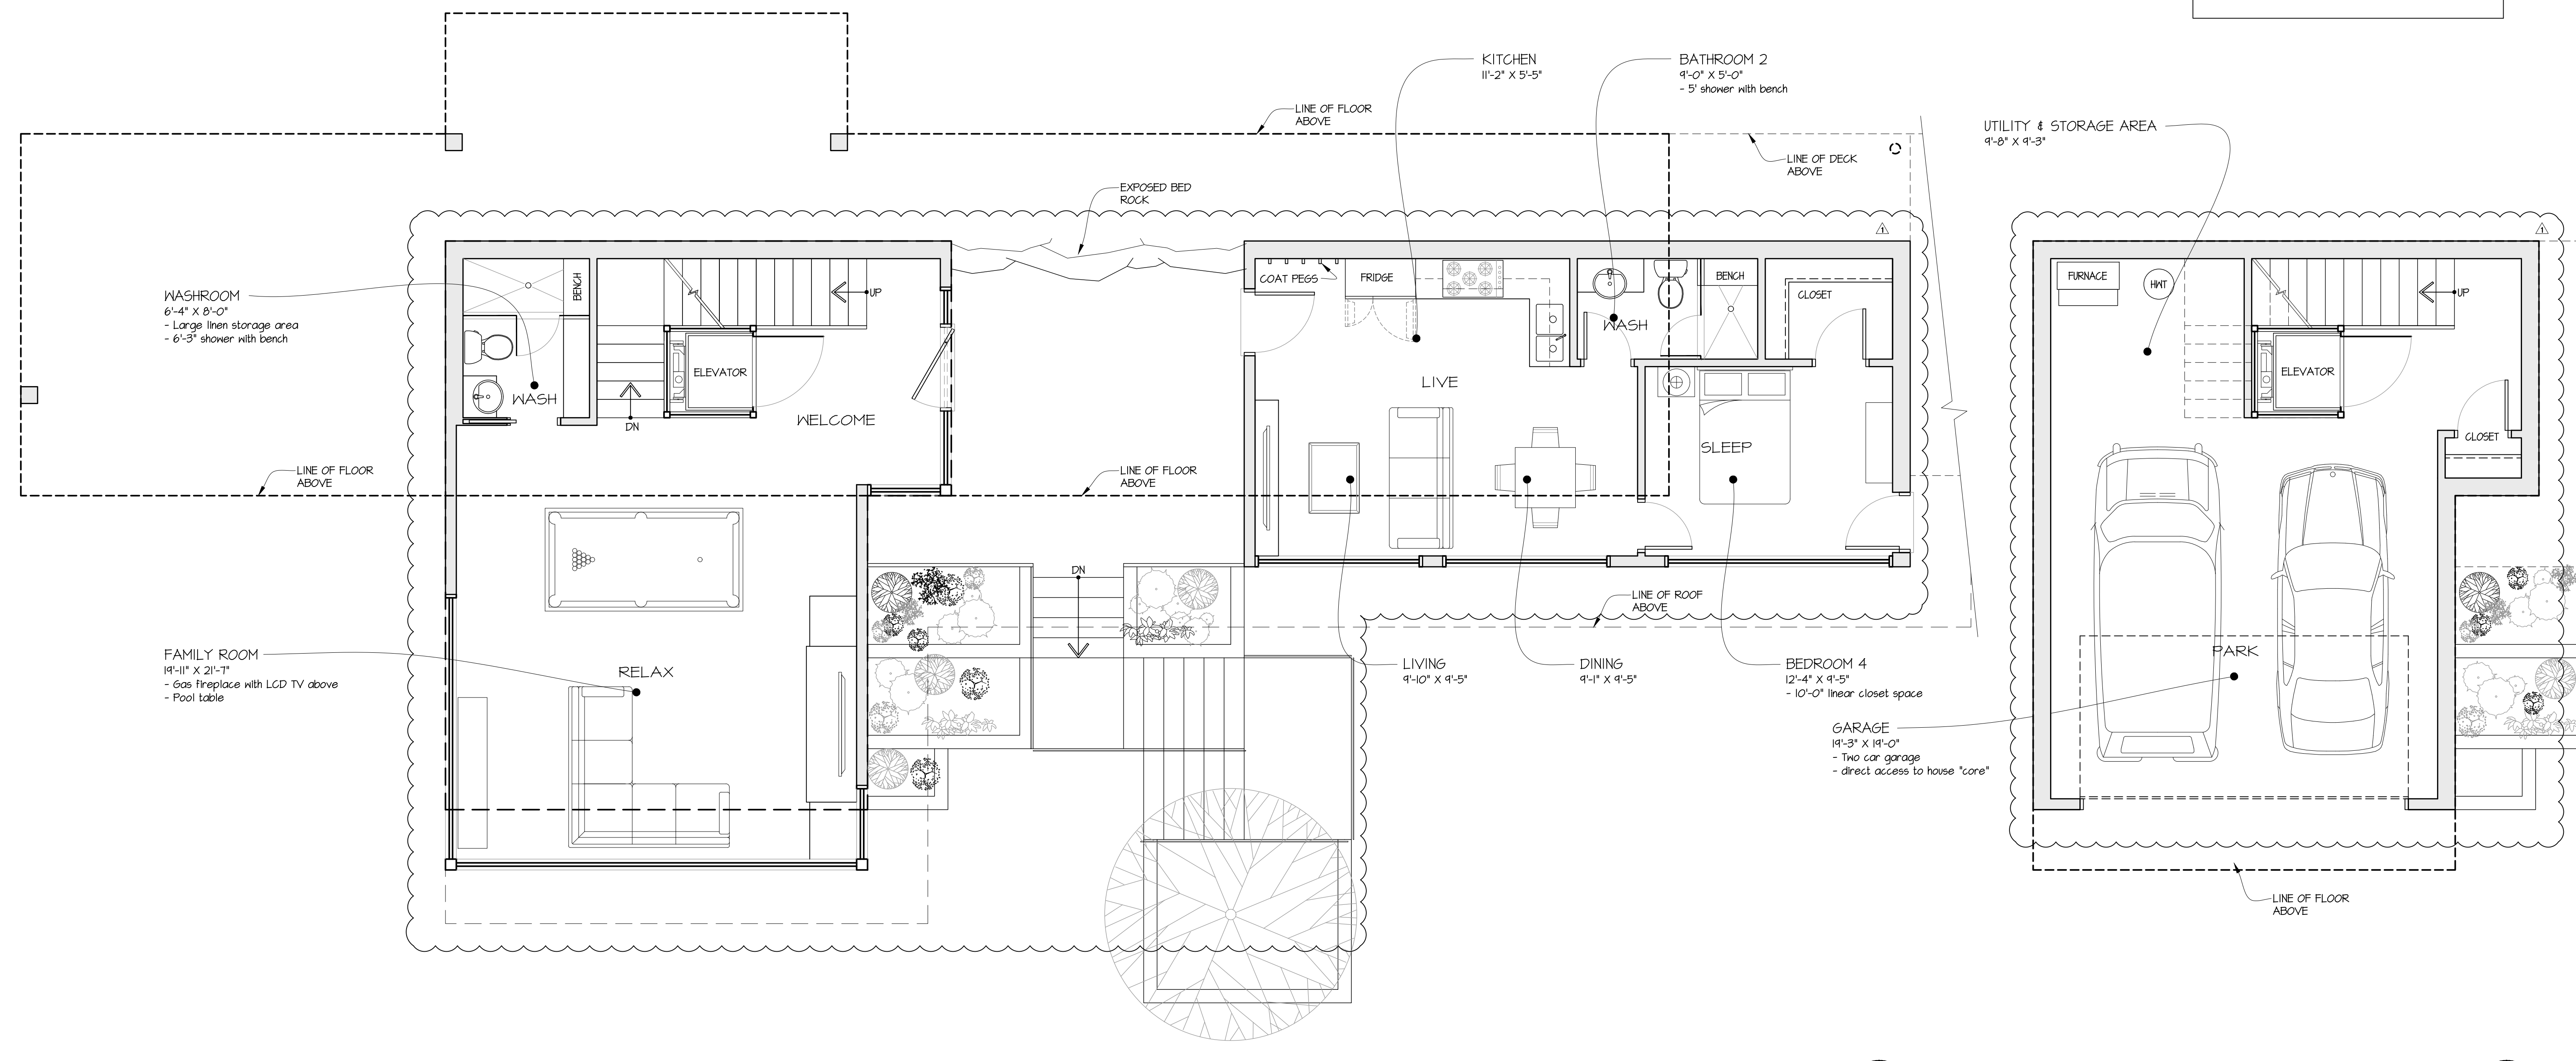 KITCHEN
11'-2" X 5'-5"
BATHROOM 2
9'-0" X 5'-0"
- 5' shower with bench
LINE OF FLOOR
ABOVE
UTILITY & STORAGE AREA
9'-8" X 9'-3"
LINE OF DECK
ABOVE
EXPOSED BED
ROCK
1
1
WASHROOM
6'-4" X 8'-0"
- Large linen storage area
- 6'-3" shower with bench
BENCH
UP
ELEVATOR
WASH
DN
WELCOME
COAT PEGS
FRIDGE
WASH
BENCH
CLOSET
LIVE
SLEEP
FURNACE
HWT
UP
ELEVATOR
CLOSET
LINE OF FLOOR
ABOVE
LINE OF FLOOR
ABOVE
DN
LINE OF ROOF
ABOVE
FAMILY ROOM
19'-11" X 21'-7"
- Gas fireplace with LCD TV above
- Pool table
RELAX
LIVING
9'-10" X 9'-5"
DINING
9'-1" X 9'-5"
BEDROOM 4
12'-4" X 9'-5"
- 10'-0" linear closet space
PARK
GARAGE
19'-3" X 19'-0"
- Two car garage
- direct access to house "core"
LINE OF FLOOR
ABOVE